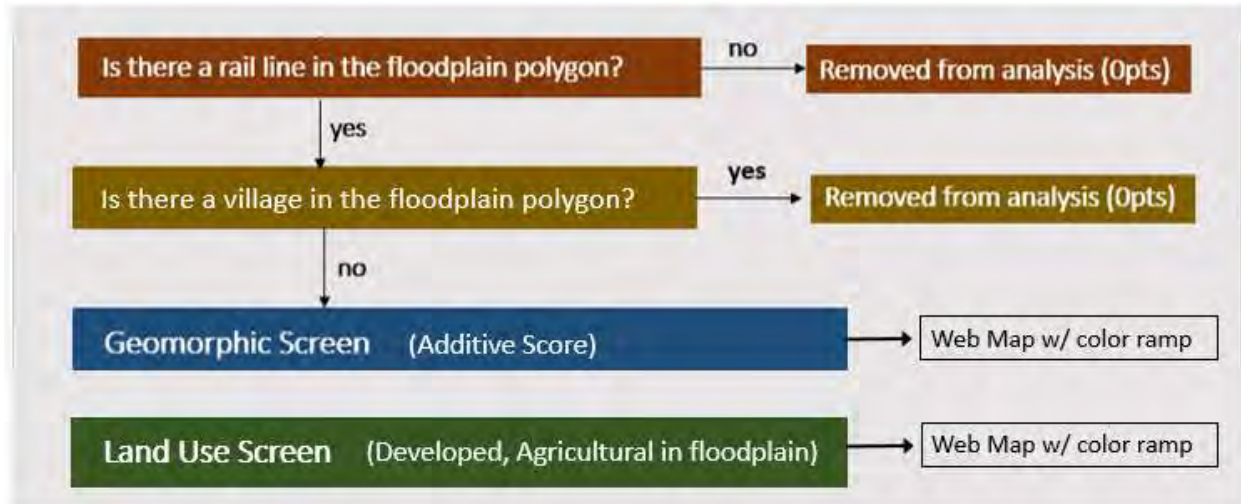 Is there a rail line in the floodplain polygon?
no
Removed from analysis (0pts)
yes
Is there a village in the floodplain polygon?
yes
Removed from analysis (0pts)
no
Geomorphic Screen (Additive Score)
Web Map w/ color ramp
Land Use Screen (Developed, Agricultural in floodplain)
Web Map w/ color ramp